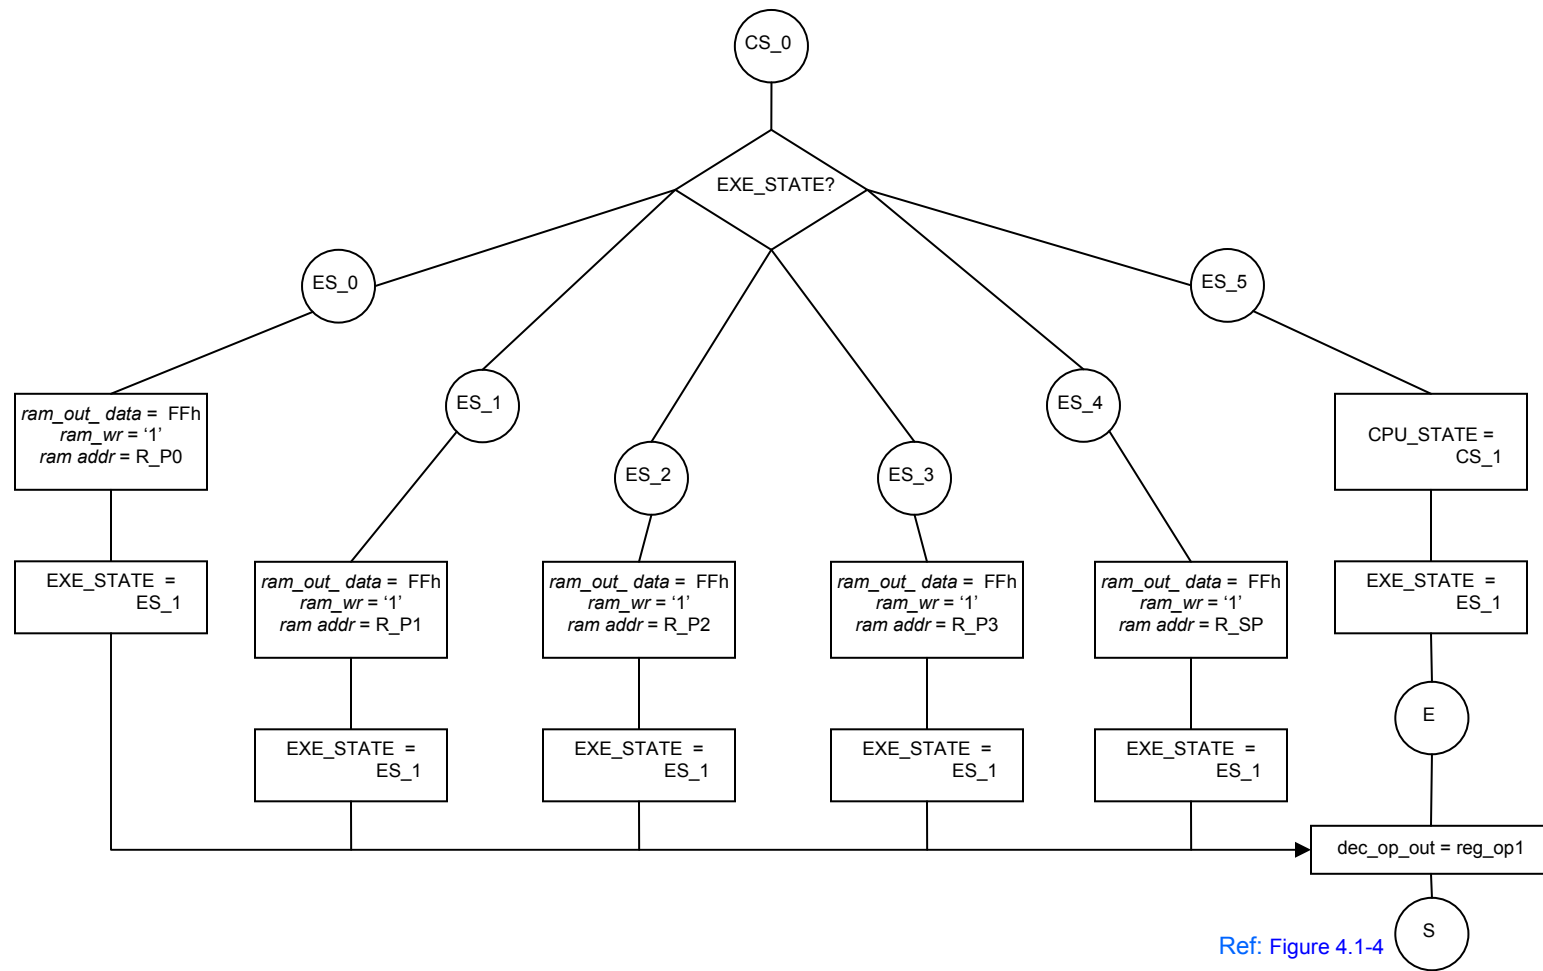 CS_0
EXE_STATE?
ES_0
ES_5
ES_1
ES_4
ES_2
ES_3
ram_out_ data = FFh
ram_wr = ‘1’
ram addr = R_P0
CPU_STATE =
CS_1
EXE_STATE =
ES_1
ram_out_ data = FFh
ram_wr = ‘1’
ram addr = R_P1
ram_out_ data = FFh
ram_wr = ‘1’
ram addr = R_P2
ram_out_ data = FFh
ram_wr = ‘1’
ram addr = R_P3
ram_out_ data = FFh
ram_wr = ‘1’
ram addr = R_SP
EXE_STATE =
ES_1
E
EXE_STATE =
ES_1
EXE_STATE =
ES_1
EXE_STATE =
ES_1
EXE_STATE =
ES_1
dec_op_out = reg_op1
S
Ref: Figure 4.1-4